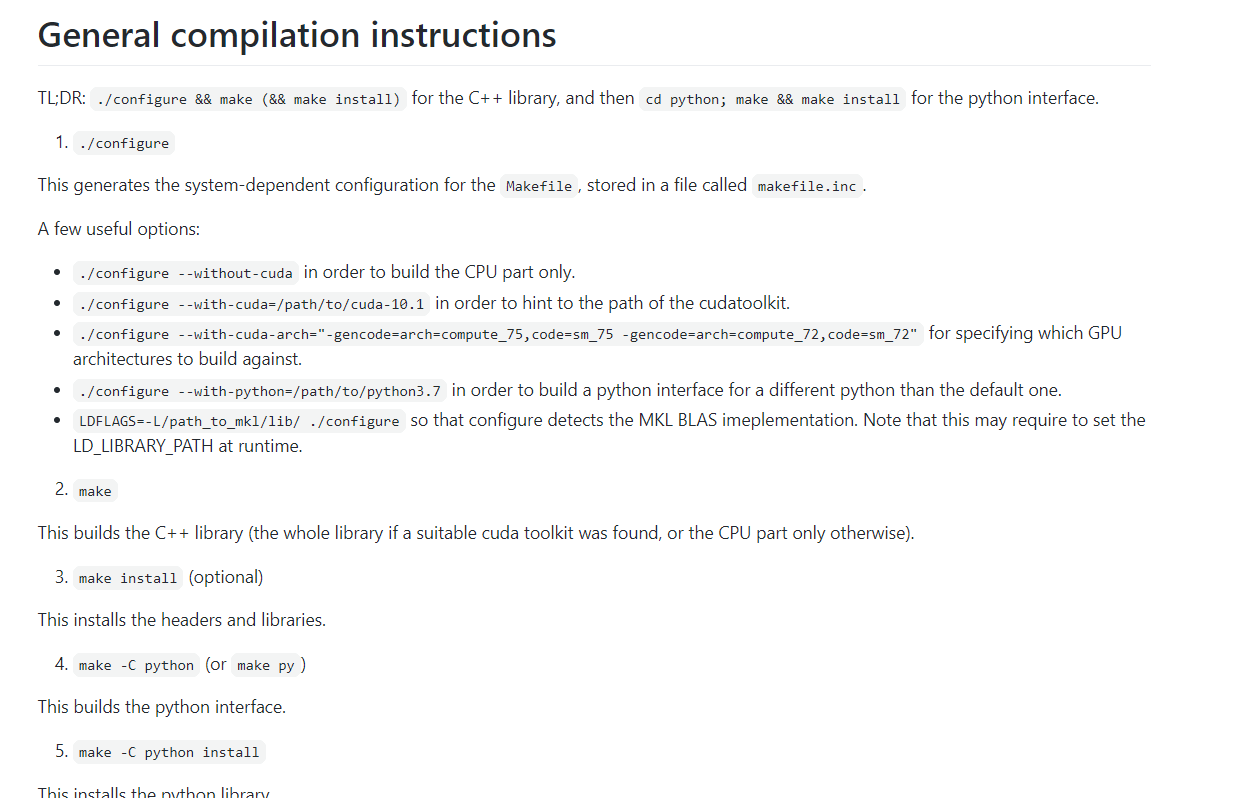 General compilation instructions
TL;DR: ./configure && make (&& make install) for the C++ library, and then cd python; make && make install for the python interface.
1. ./configure
This generates the system-dependent configuration for the Makefile, stored in a file called makefile.inc.
A few useful options:
• ./configure --without-cuda in order to build the CPU part only.
• ./configure --with-cuda=/path/to/cuda-10.1 in order to hint to the path of the cudatoolkit.
• ./configure --with-cuda-arch="-gencode=arch=compute_75,code=sm_75 -gencode=arch=compute_72,code=sm_72" for specifying which GPU
architectures to build against.
• ./configure --with-python=/path/to/python3.7 in order to build a python interface for a different python than the default one.
• LDFLAGS=-L/path_to_mkl/lib/ ./configure so that configure detects the MKL BLAS imeplementation. Note that this may require to set the
LD_LIBRARY_PATH at runtime.
2. make
This builds the C++ library (the whole library if a suitable cuda toolkit was found, or the CPU part only otherwise).
3. make install (optional)
This installs the headers and libraries.
4. make -C python (or make py)
This builds the python interface.
5. make -C python install
This installs the python library